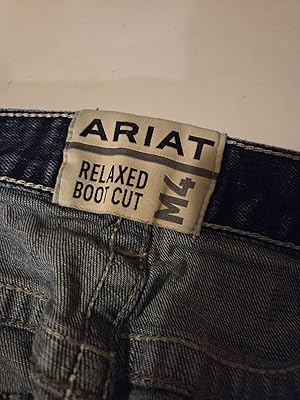 ARIAT
RELAXED
BOOT CUT
M4